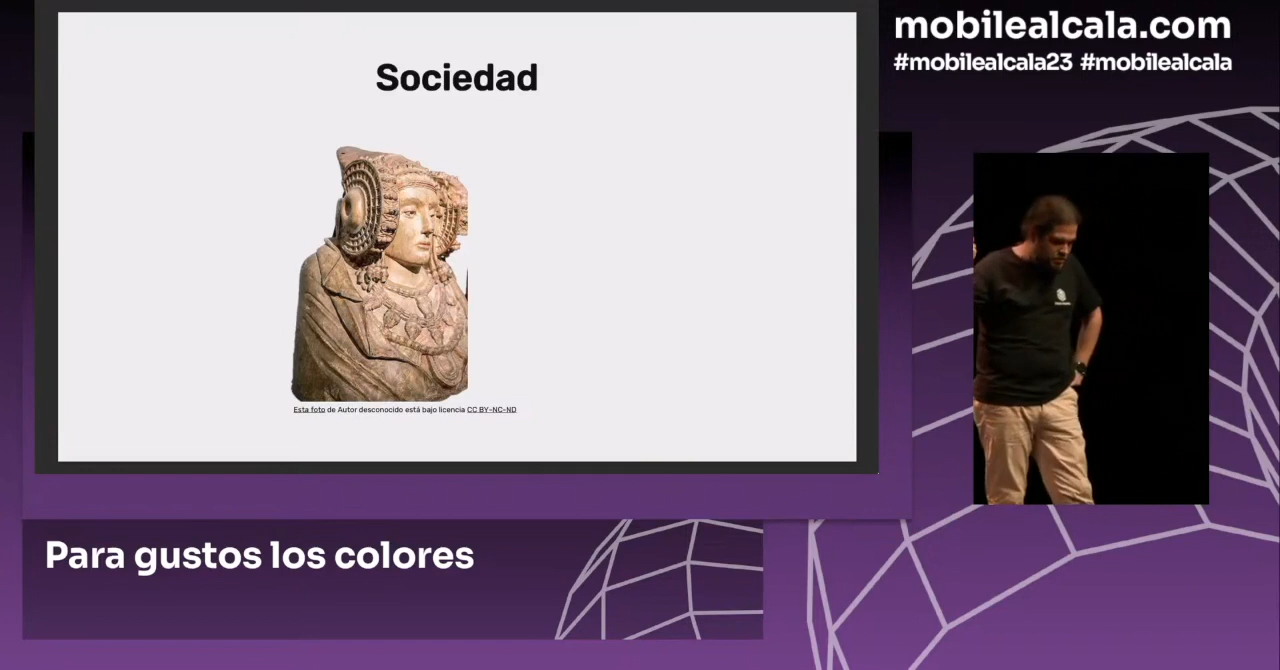 mobilealcala.com
#mobilealcala23 #mobilealcala
Sociedad
Esta foto de Autor desconocido está bajo licencia CC BY-NC-ND
Para gustos los colores